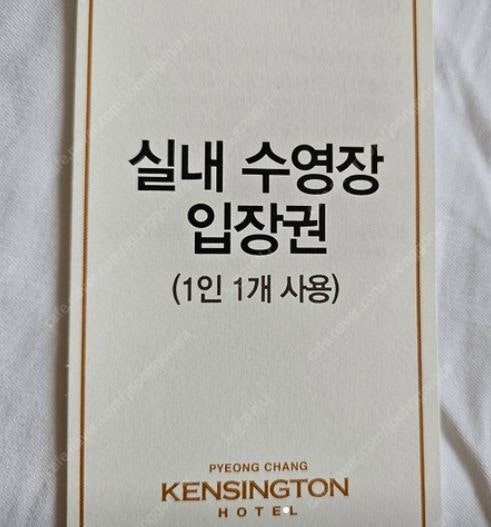 실내 수영장
입장권
(1인 1개 사용)
PYEONG CHANG
KENSINGTON
HOTEL